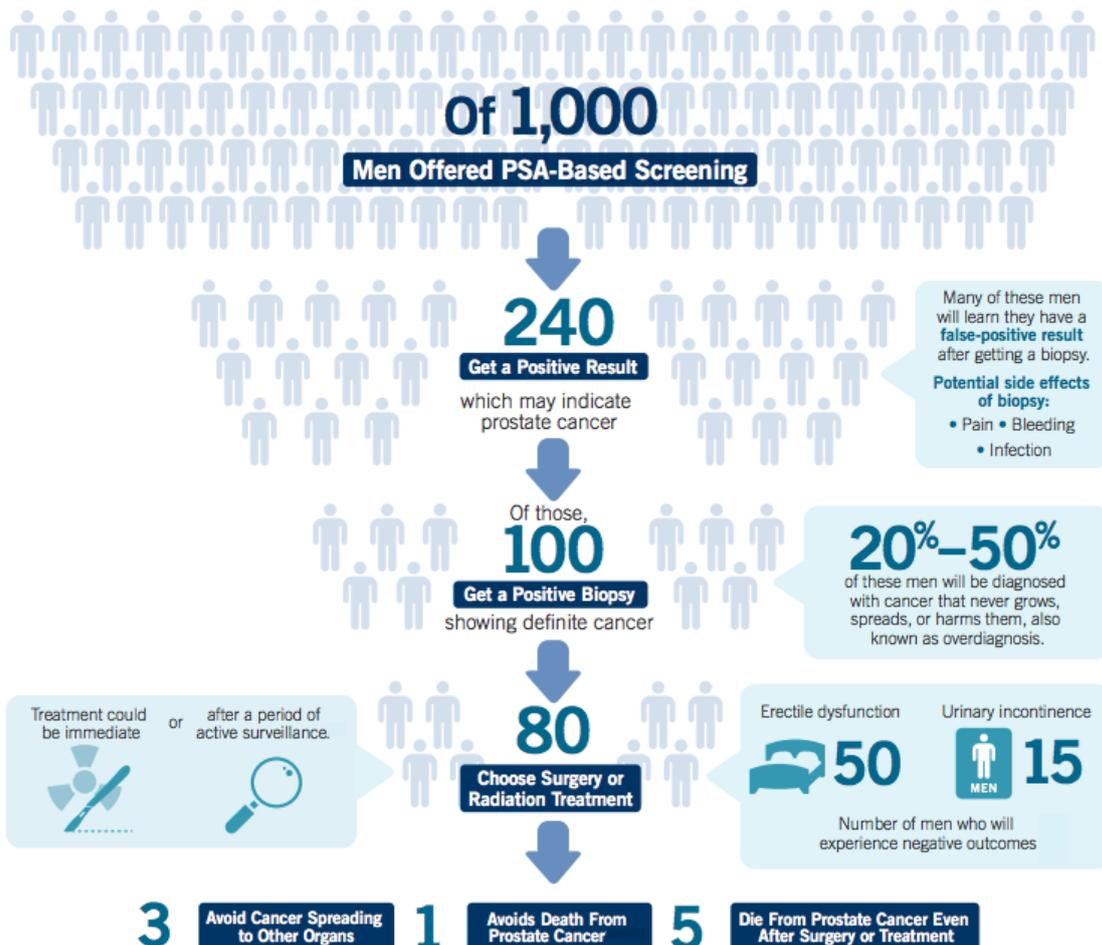 Of 1,000
Men Offered PSA-Based Screening
240
Get a Positive Result
which may indicate
prostate cancer
Many of these men
will learn they have a
false-positive result
after getting a biopsy.
Potential side effects
of biopsy:
• Pain • Bleeding
• Infection
Of those,
100
Get a Positive Biopsy
showing definite cancer
20%–50%
of these men will be diagnosed
with cancer that never grows,
spreads, or harms them, also
known as overdiagnosis.
Treatment could
be immediate
or
after a period of
active surveillance.
80
Choose Surgery or
Radiation Treatment
Erectile dysfunction
50
Urinary incontinence
MEN
15
Number of men who will
experience negative outcomes
3
Avoid Cancer Spreading
to Other Organs
1
Avoids Death From
Prostate Cancer
5
Die From Prostate Cancer Even
After Surgery or Treatment